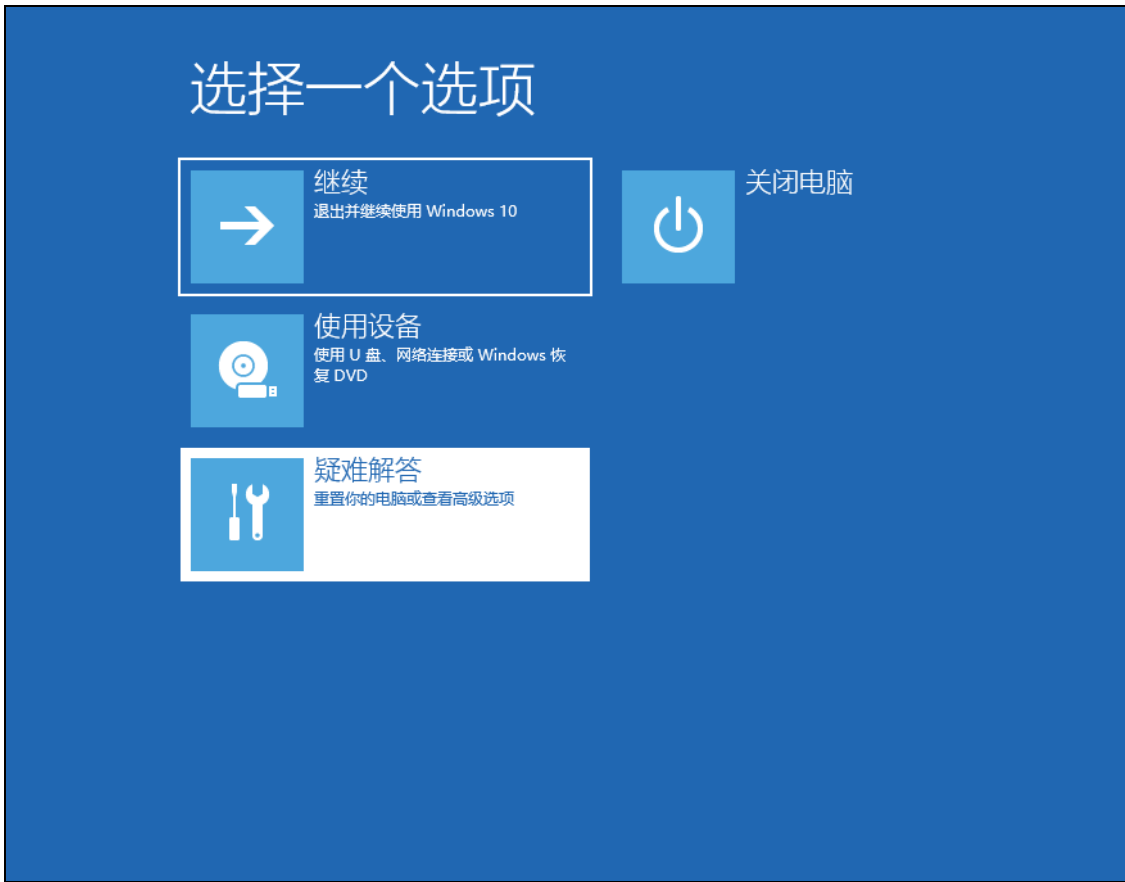 选择一个选项
继续
退出并继续使用 Windows 10
关闭电脑
使用设备
使用 U 盘、网络连接或 Windows 恢
复 DVD
疑难解答
重置你的电脑或查看高级选项